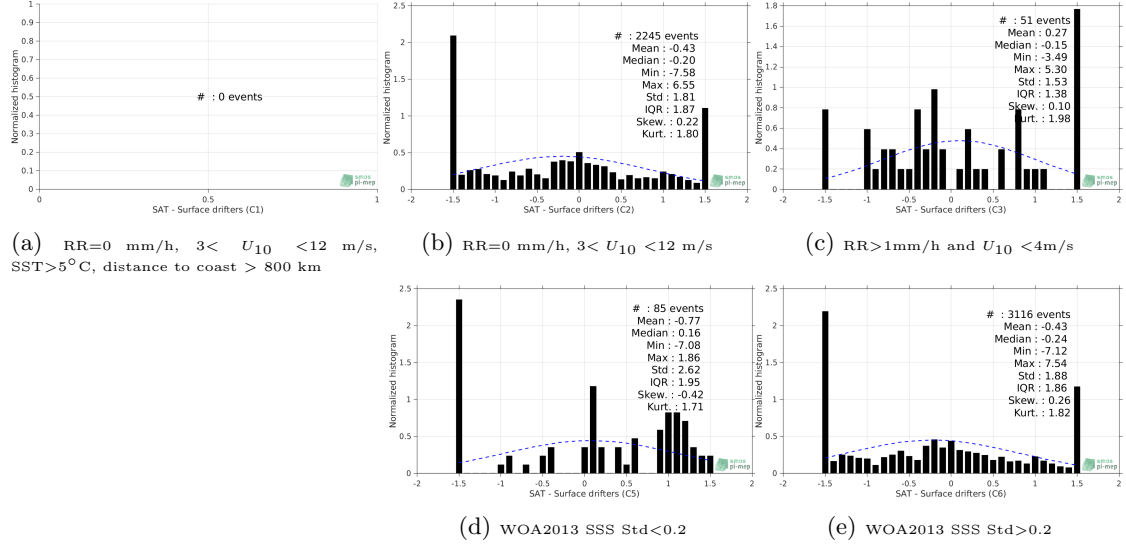 1
0.9
0.8
0.7
0.6
0.5
0.4
0.3
0.2
0.1
0
Normalized histogram
# : 0 events
0 0.5 1
SAT - Surface drifters (C1)
smos
pi-mep
(a) RR=0 mm/h, 3< U10 <12 m/s,
SST>5°C, distance to coast > 800 km
2.5
2
1.5
1
0.5
0
Normalized histogram
# : 2245 events
Mean : -0.43
Median : -0.20
Min : -7.58
Max : 6.55
Std : 1.81
IQR : 1.87
Skew. : 0.22
Kurt. : 1.80
-2 -1.5 -1 -0.5 0 0.5 1 1.5 2
SAT - Surface drifters (C2)
smos
pi-mep
(b) RR=0 mm/h, 3< U10 <12 m/s
1.8
1.6
1.4
1.2
1
0.8
0.6
0.4
0.2
0
Normalized histogram
# : 51 events
Mean : 0.27
Median : -0.15
Min : -3.49
Max : 5.30
Std : 1.53
IQR : 1.38
Skew. : 0.10
Kurt. : 1.98
-2 -1.5 -1 -0.5 0 0.5 1 1.5 2
SAT - Surface drifters (C3)
smos
pi-mep
(c) RR>1mm/h and U10 <4m/s
2.5
2
1.5
1
0.5
0
Normalized histogram
# : 85 events
Mean : -0.77
Median : 0.16
Min : -7.08
Max : 1.86
Std : 2.62
IQR : 1.95
Skew. : -0.42
Kurt. : 1.71
-2 -1.5 -1 -0.5 0 0.5 1 1.5 2
SAT - Surface drifters (C5)
smos
pi-mep
(d) WOA2013 SSS Std<0.2
2.5
2
1.5
1
0.5
0
Normalized histogram
# : 3116 events
Mean : -0.43
Median : -0.24
Min : -7.12
Max : 7.54
Std : 1.88
IQR : 1.86
Skew. : 0.26
Kurt. : 1.82
-2 -1.5 -1 -0.5 0 0.5 1 1.5 2
SAT - Surface drifters (C6)
smos
pi-mep
(e) WOA2013 SSS Std>0.2